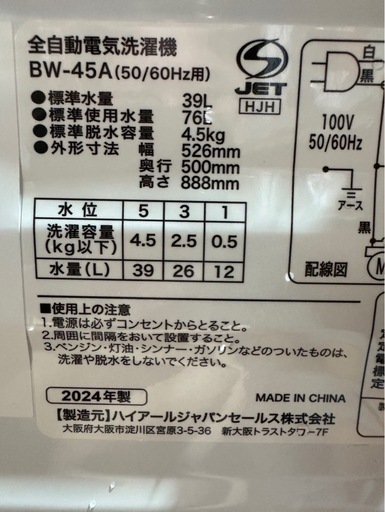 全自動電気洗濯機
BW-45A(50/60Hz用)
JET
HJH
●標準水量 39L
●標準使用水量 76L
●標準脱水容量 4.5kg
●外形寸法 幅 526mm
奥行 500mm
高さ 888mm
白
黒
100V
50/60Hz
アース
黒
M
配線図
水位 5 3 1
洗濯容量(kg以下) 4.5 2.5 0.5
水量(L) 39 26 12
■使用上の注意
1.電源は必ずコンセントからとること。
2.周囲に間隔をおいて設置すること。
3.ベンジン・灯油・シンナー・ガソリンなどのついたものは、
洗濯や脱水をしないでください。
2024年製
MADE IN CHINA
【製造元】ハイアールジャパンセールス株式会社
大阪府大阪市淀川区宮原3-5-36 新大阪トラストタワー7F